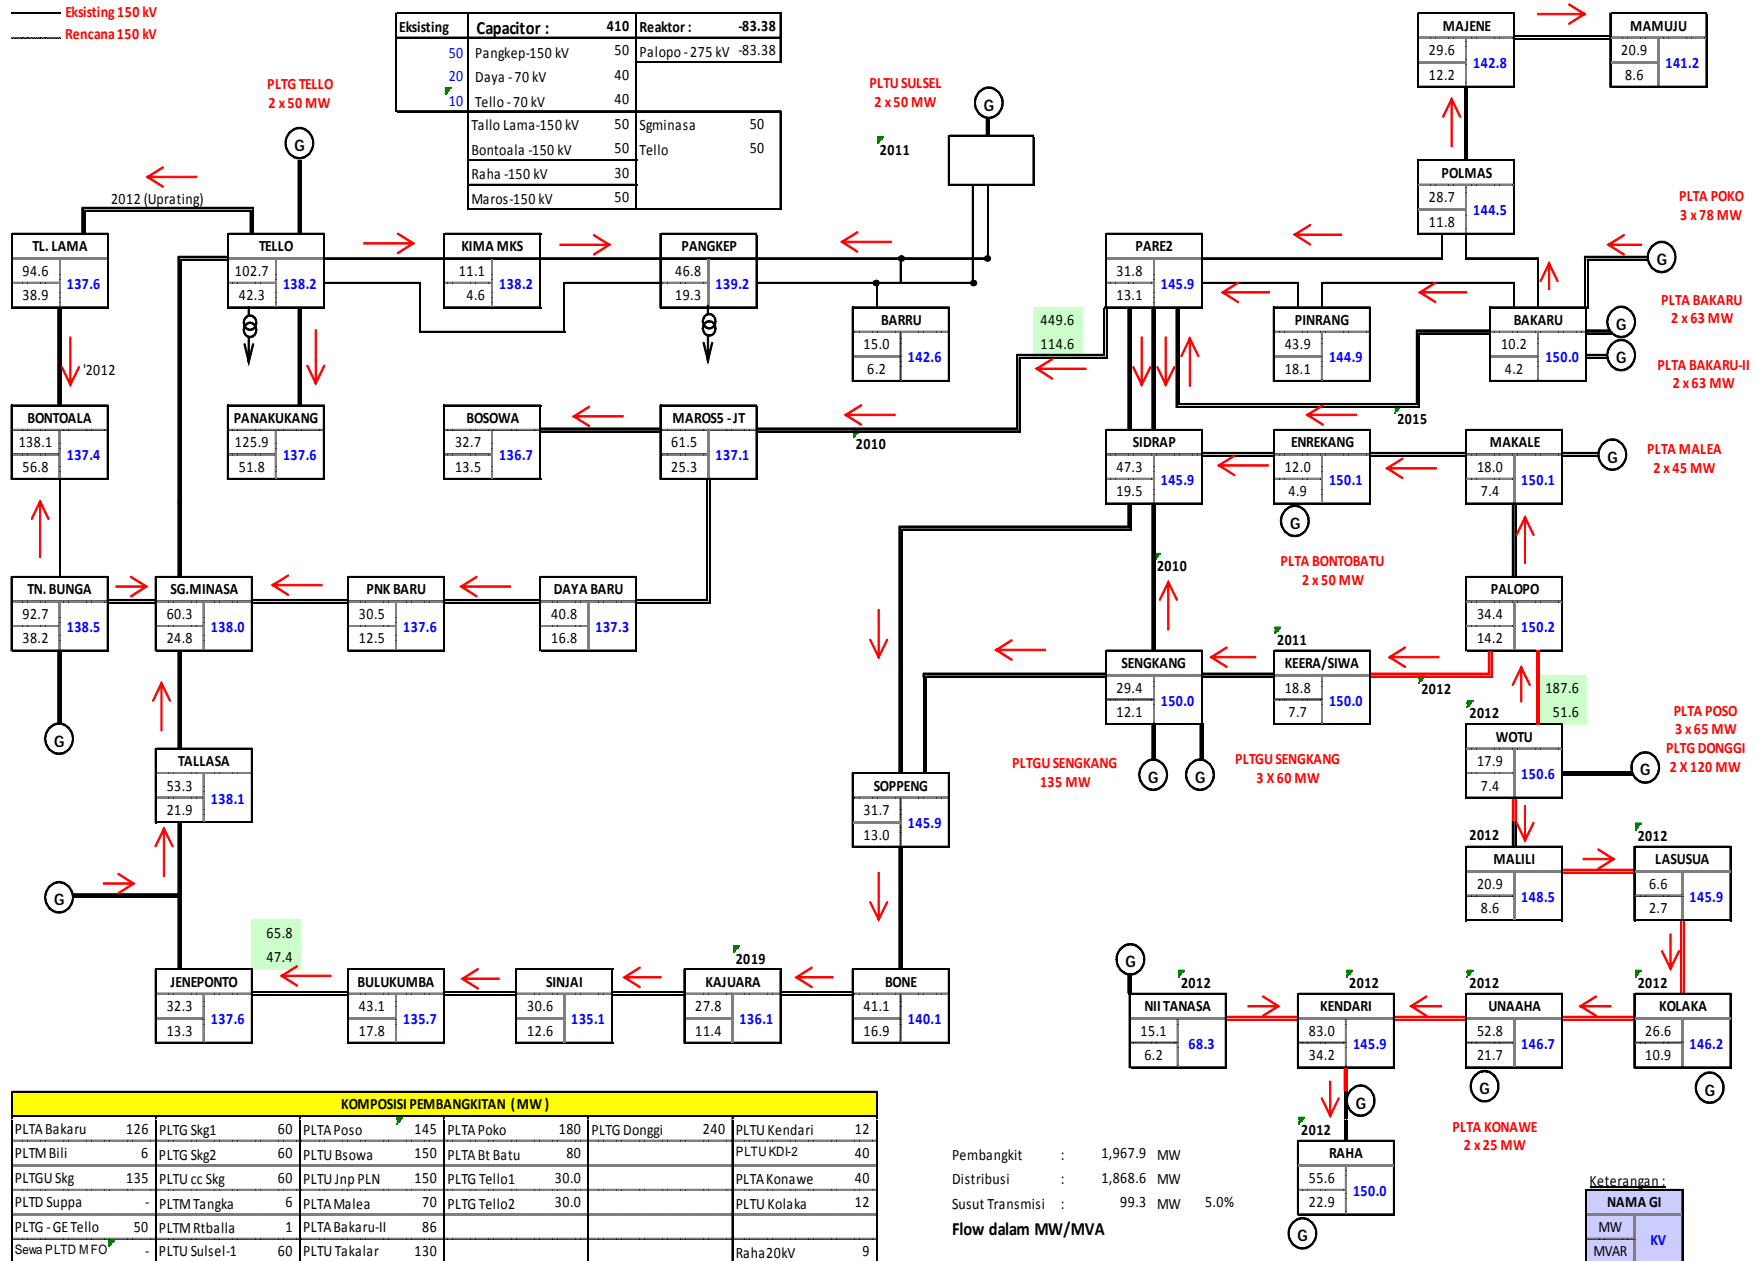 Eksisting 150 kV
Rencana 150 kV
Eksisting Capacitor : 410 Reaktor : -83.38
50 Pangkep-150 kV 50 Palopo - 275 kV -83.38
20 Daya - 70 kV 40
10 Tello - 70 kV 40
Tallo Lama-150 kV 50 Sgminasa 50
Bontoala -150 kV 50 Tello 50
Raha -150 kV 30
Maros-150 kV 50
PLTG TELLO
2 x 50 MW
G
PLTU SULSEL
2 x 50 MW
G
2011
MAJENE
29.6
12.2
142.8
MAMUJU
20.9
8.6
141.2
POLMAS
28.7
11.8
144.5
PLTA POKO
3 x 78 MW
G
2012 (Uprating)
TL. LAMA
94.6
38.9
137.6
TELLO
102.7
42.3
138.2
KIMA MKS
11.1
4.6
138.2
PANGKEP
46.8
19.3
139.2
PARE2
31.8
13.1
145.9
BARRU
15.0
6.2
142.6
449.6
114.6
PINRANG
43.9
18.1
144.9
BAKARU
10.2
4.2
150.0
G
G
PLTA BAKARU
2 x 63 MW
PLTA BAKARU-II
2 x 63 MW
'2012
2015
BONTOALA
138.1
56.8
137.4
PANAKUKANG
125.9
51.8
137.6
BOSOWA
32.7
13.5
136.7
MAROS5 - JT
61.5
25.3
137.1
2010
SIDRAP
47.3
19.5
145.9
ENREKANG
12.0
4.9
150.1
G
MAKALE
18.0
7.4
150.1
G
PLTA MALEA
2 x 45 MW
PLTA BONTOBATU
2 x 50 MW
2010
TN. BUNGA
92.7
38.2
138.5
SG.MINASA
60.3
24.8
138.0
PNK BARU
30.5
12.5
137.6
DAYA BARU
40.8
16.8
137.3
PALOPO
34.4
14.2
150.2
2011
SENGKANG
29.4
12.1
150.0
KEERA/SIWA
18.8
7.7
150.0
2012
187.6
51.6
2012
WOTU
17.9
7.4
150.6
G
PLTA POSO
3 x 65 MW
PLTG DONGGI
2 X 120 MW
G
TALLASA
53.3
21.9
138.1
PLTGU SENGKANG
135 MW
G
G
PLTGU SENGKANG
3 X 60 MW
SOPPENG
31.7
13.0
145.9
2012
MALILI
20.9
8.6
148.5
2012
LASUSUA
6.6
2.7
145.9
G
65.8
47.4
2019
JENEPONTO
32.3
13.3
137.6
BULUKUMBA
43.1
17.8
135.7
SINJAI
30.6
12.6
135.1
KAJUARA
27.8
11.4
136.1
BONE
41.1
16.9
140.1
G
2012
NII TANASA
15.1
6.2
68.3
2012
KENDARI
83.0
34.2
145.9
2012
UNAAHA
52.8
21.7
146.7
2012
KOLAKA
26.6
10.9
146.2
G
G
G
PLTA KONAWE
2 x 25 MW
2012
RAHA
55.6
22.9
150.0
G
KOMPOSISI PEMBANGKITAN ( MW )
PLTA Bakaru 126 PLTG Skg1 60 PLTA Poso 145 PLTA Poko 180 PLTG Donggi 240 PLTU Kendari 12
PLTM Bili 6 PLTG Skg2 60 PLTU Bsowa 150 PLTA Bt Batu 80 PLTU KDI-2 40
PLTGU Skg 135 PLTU cc Skg 60 PLTU Jnp PLN 150 PLTG Tello1 30.0 PLTA Konawe 40
PLTD Suppa - PLTM Tangka 6 PLTA Malea 70 PLTG Tello2 30.0 PLTU Kolaka 12
PLTG - GE Tello 50 PLTM Rtballa 1 PLTA Bakaru-II 86
Sewa PLTD MFO - PLTU Sulsel-1 60 PLTU Takalar 130 Raha20kV 9
Pembangkit : 1,967.9 MW
Distribusi : 1,868.6 MW
Susut Transmisi : 99.3 MW 5.0%
Flow dalam MW/MVA
Keterangan :
NAMA GI
MW
MVAR
KV